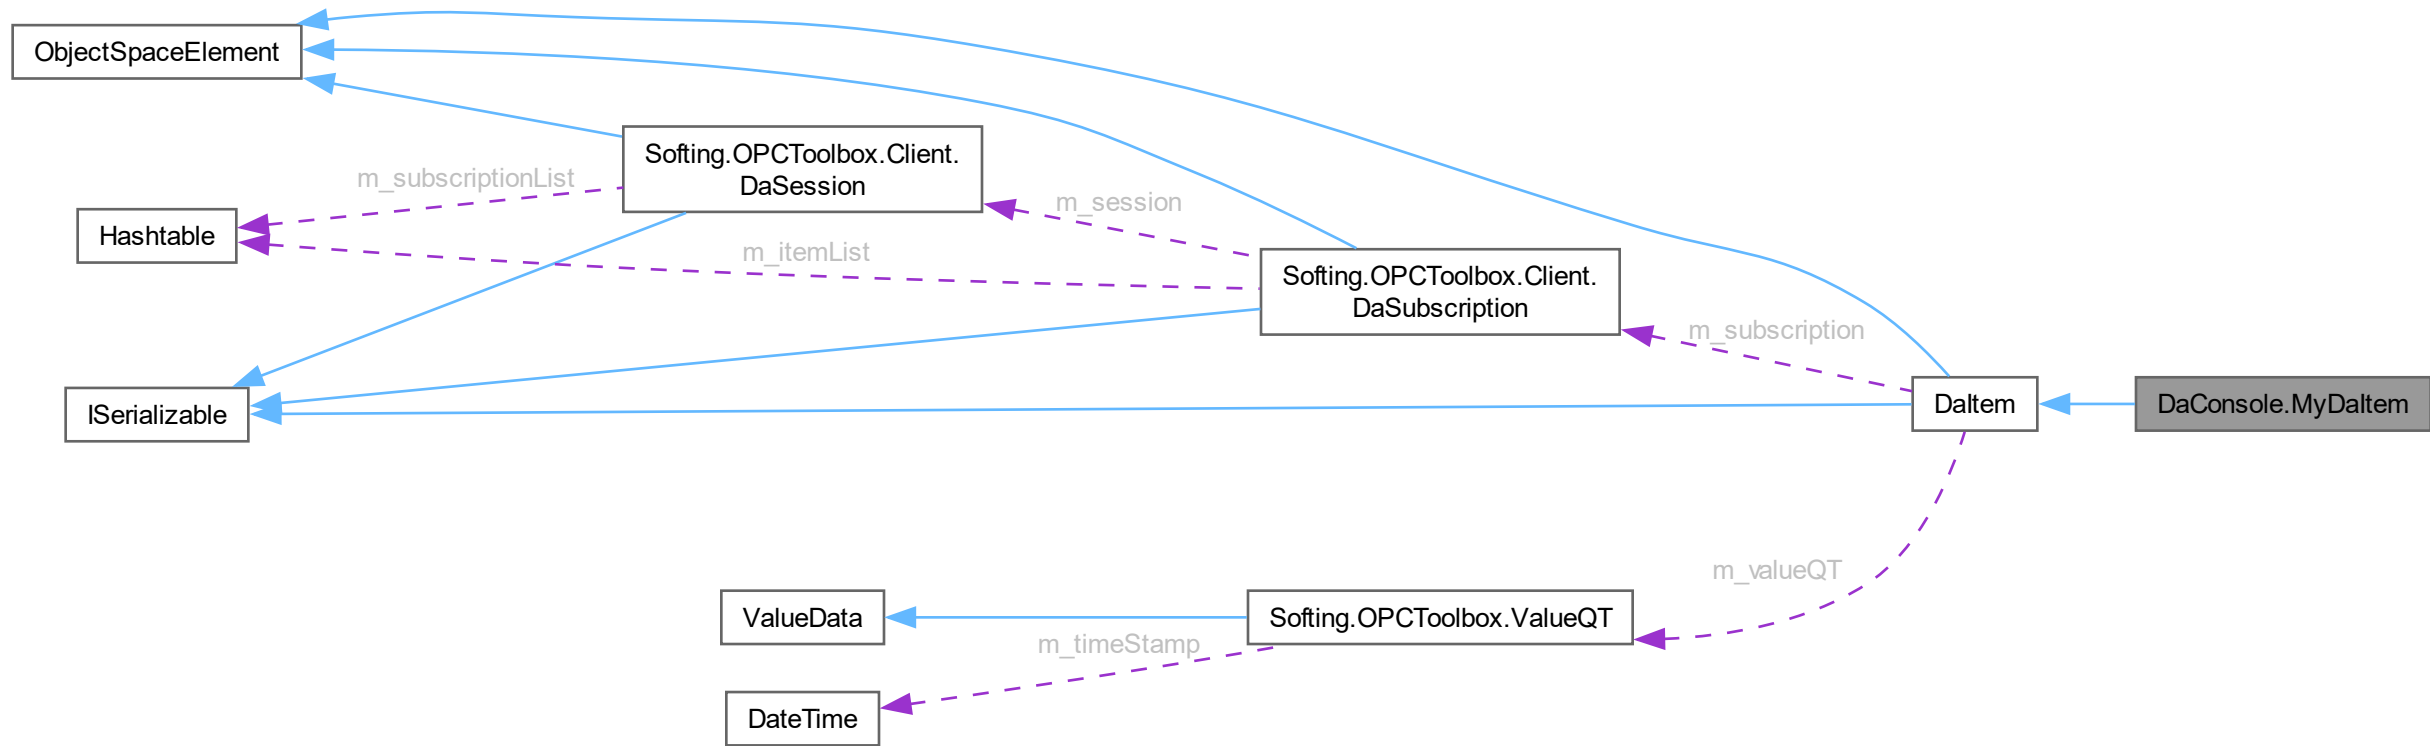 ObjectSpaceElement
Softing.OPCToolbox.Client.
DaSession
m_subscriptionList
m_session
Hashtable
m_itemList
Softing.OPCToolbox.Client.
DaSubscription
m_subscription
ISerializable
DaItem
DaConsole.MyDaItem
m_valueQT
ValueData
Softing.OPCToolbox.ValueQT
m_timeStamp
DateTime